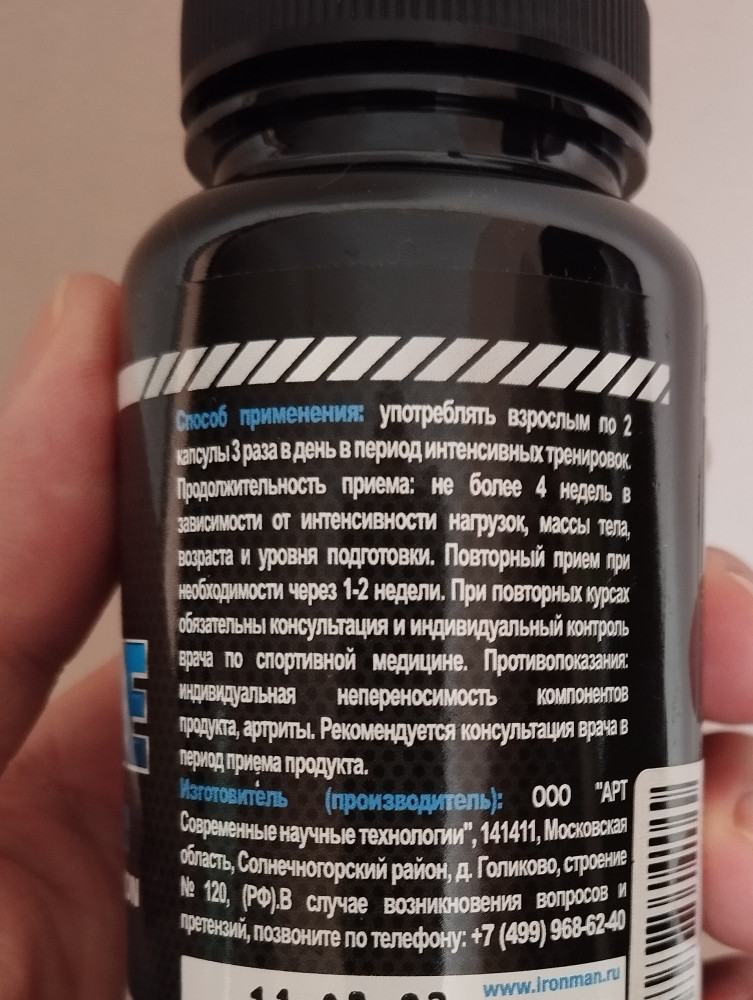 Способ применения: употреблять взрослым по 2
капсулы 3 раза в день в период интенсивных тренировок.
Продолжительность приема: не более 4 недель в
зависимости от интенсивности нагрузок, массы тела,
возраста и уровня подготовки. Повторный прием при
необходимости через 1-2 недели. При повторных курсах
обязательны консультация и индивидуальный контроль
врача по спортивной медицине. Противопоказания:
индивидуальная непереносимость компонентов
продукта, артриты. Рекомендуется консультация врача в
период приема продукта.
Изготовитель (производитель): ООО "АРТ
Современные научные технологии", 141411, Московская
область, Солнечногорский район, д. Голиково, строение
№ 120, (РФ).В случае возникновения вопросов и
претензий, позвоните по телефону: +7 (499) 968-62-40
www.ironman.ru
E